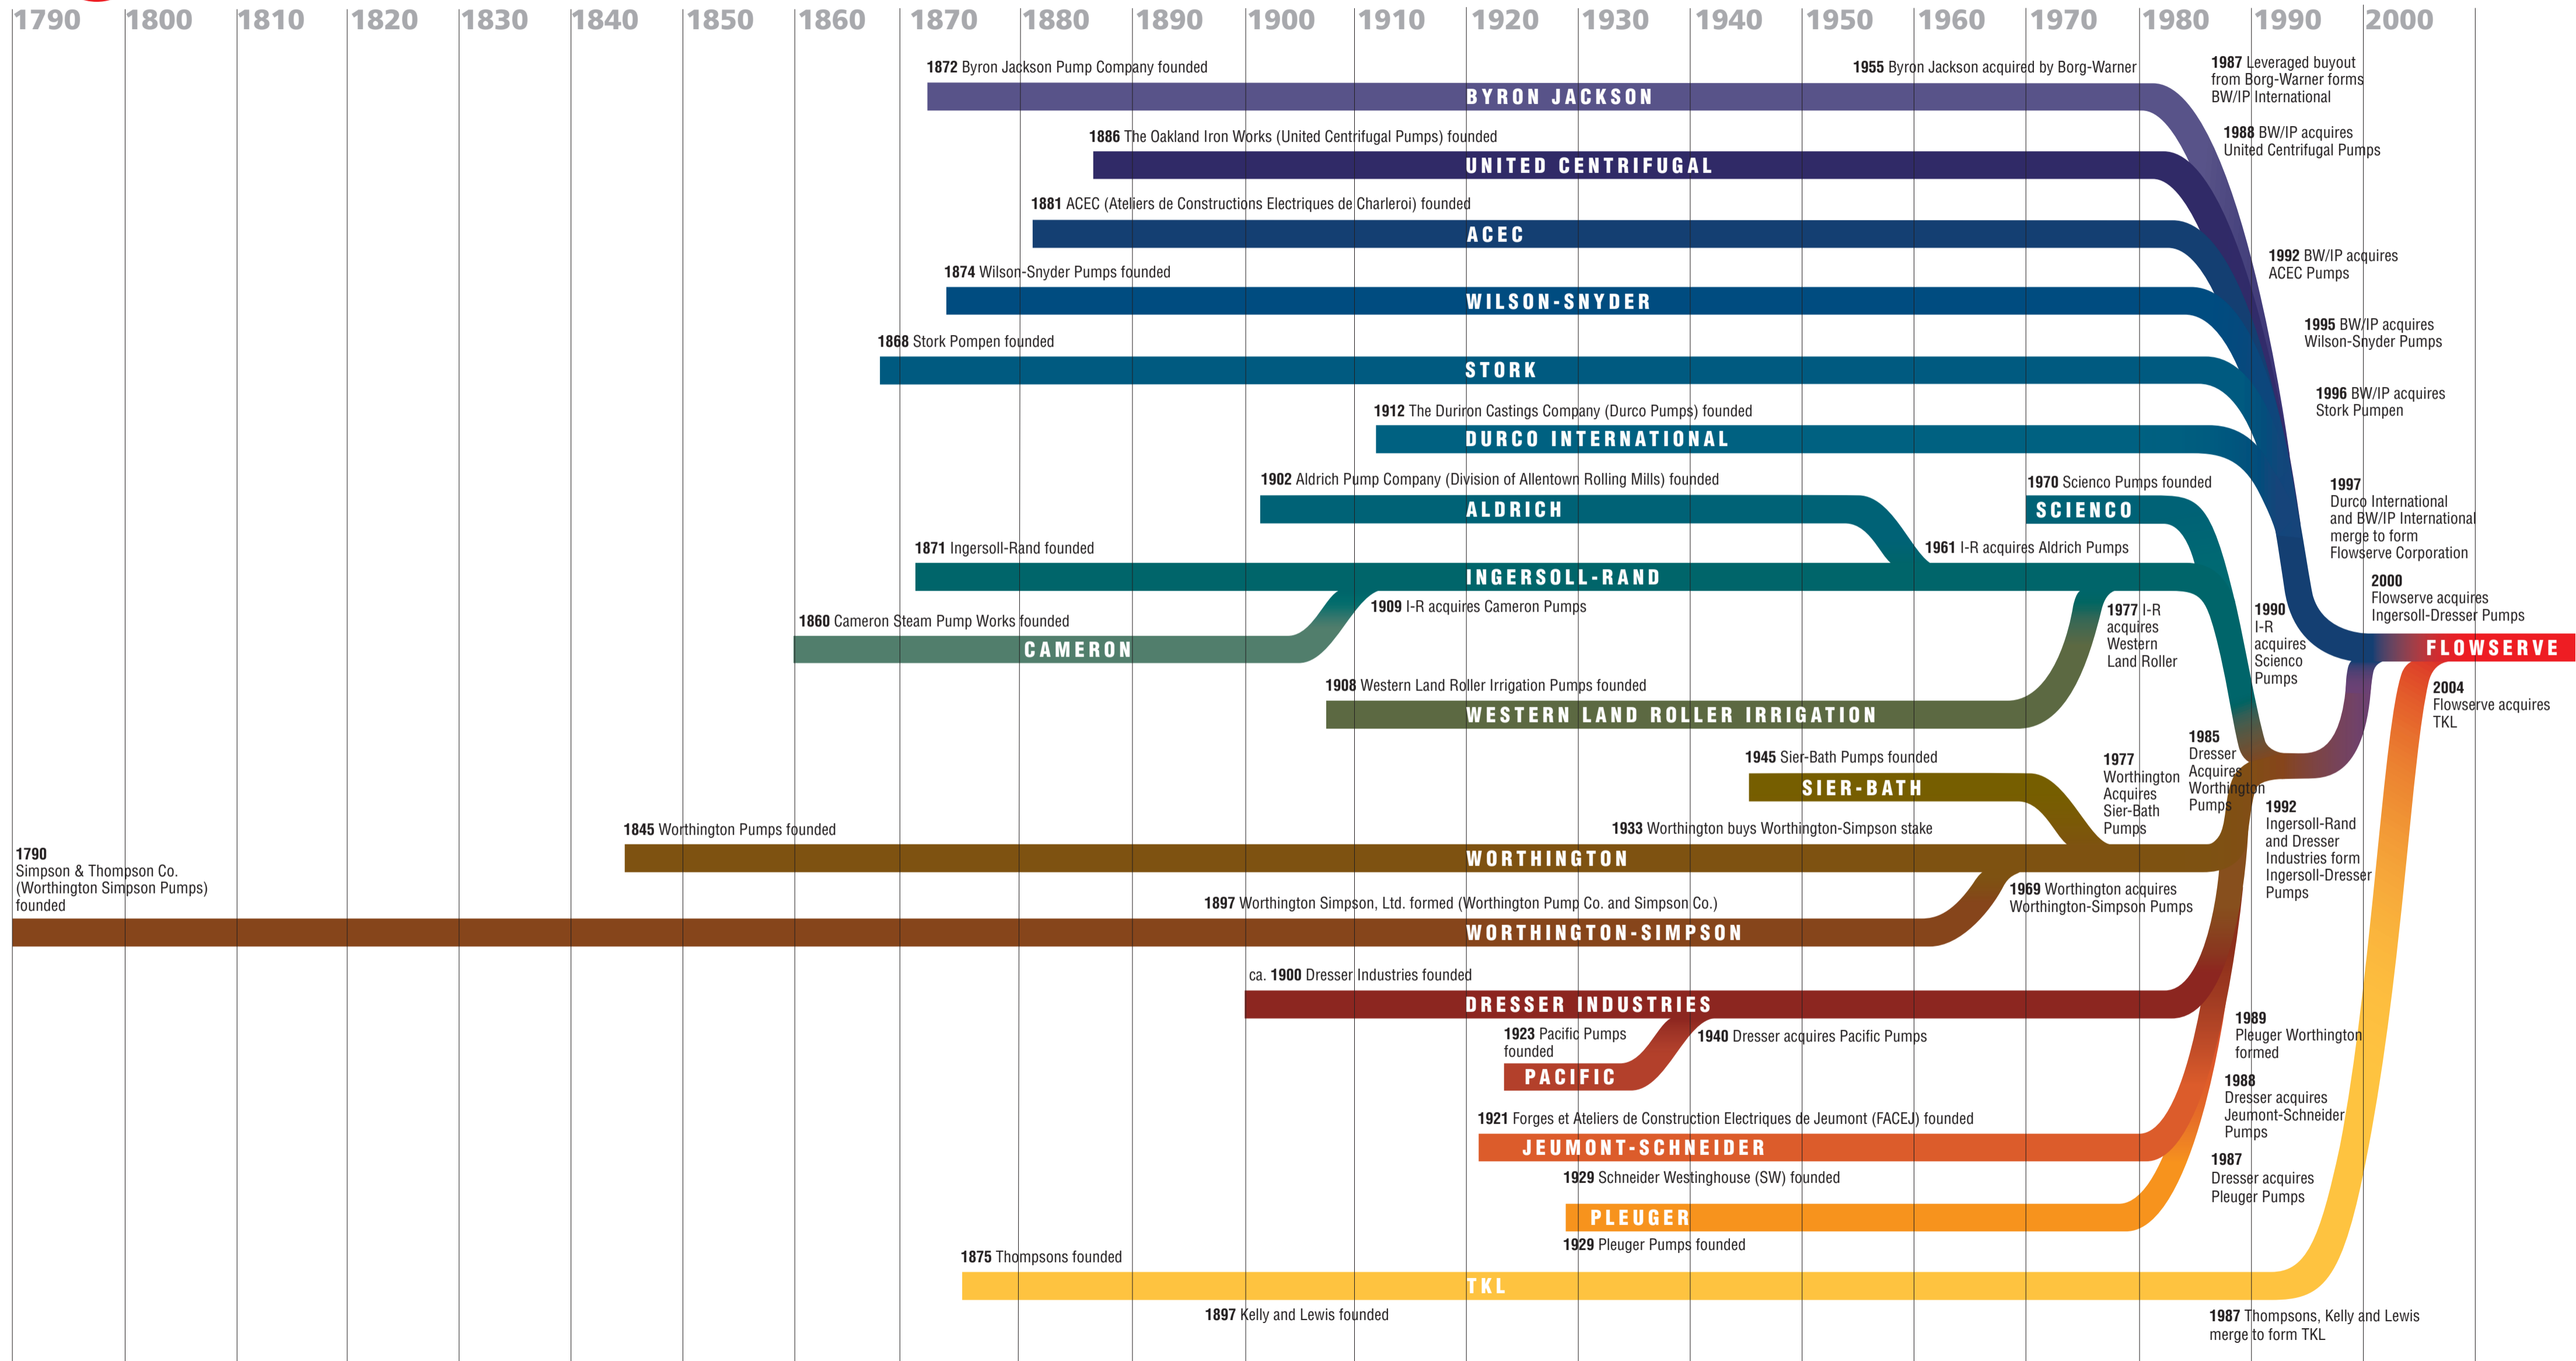 1790 1800 1810 1820 1830 1840 1850 1860 1870 1880 1890 1900 1910 1920 1930 1940 1950 1960 1970 1980 1990 2000
1872 Byron Jackson Pump Company founded
1955 Byron Jackson acquired by Borg-Warner
1987 Leveraged buyout
from Borg-Warner forms
BW/IP International
BYRON JACKSON
1886 The Oakland Iron Works (United Centrifugal Pumps) founded
1988 BW/IP acquires
United Centrifugal Pumps
UNITED CENTRIFUGAL
1881 ACEC (Ateliers de Constructions Electriques de Charleroi) founded
ACEC
1992 BW/IP acquires
ACEC Pumps
1874 Wilson-Snyder Pumps founded
WILSON-SNYDER
1995 BW/IP acquires
Wilson-Snyder Pumps
1868 Stork Pompen founded
STORK
1996 BW/IP acquires
Stork Pumpen
1912 The Duriron Castings Company (Durco Pumps) founded
DURCO INTERNATIONAL
1902 Aldrich Pump Company (Division of Allentown Rolling Mills) founded
ALDRICH
1970 Scienco Pumps founded
SCIENCO
1997
Durco International
and BW/IP International
merge to form
Flowserve Corporation
1871 Ingersoll-Rand founded
1961 I-R acquires Aldrich Pumps
INGERSOLL-RAND
2000
Flowserve acquires
Ingersoll-Dresser Pumps
1909 I-R acquires Cameron Pumps
1860 Cameron Steam Pump Works founded
CAMERON
1977 I-R
acquires
Western
Land Roller
1990
I-R
acquires
Scienco
Pumps
FLOWSERVE
1908 Western Land Roller Irrigation Pumps founded
WESTERN LAND ROLLER IRRIGATION
2004
Flowserve acquires
TKL
1945 Sier-Bath Pumps founded
SIER-BATH
1977
Worthington
Acquires
Sier-Bath
Pumps
1985
Dresser
Acquires
Worthington
Pumps
1992
Ingersoll-Rand
and Dresser
Industries form
Ingersoll-Dresser
Pumps
1845 Worthington Pumps founded
1933 Worthington buys Worthington-Simpson stake
WORTHINGTON
1790
Simpson & Thompson Co.
(Worthington Simpson Pumps)
founded
1897 Worthington Simpson, Ltd. formed (Worthington Pump Co. and Simpson Co.)
1969 Worthington acquires
Worthington-Simpson Pumps
WORTHINGTON-SIMPSON
ca. 1900 Dresser Industries founded
DRESSER INDUSTRIES
1923 Pacific Pumps
founded
1940 Dresser acquires Pacific Pumps
PACIFIC
1989
Pleuger Worthington
formed
1988
Dresser acquires
Jeumont-Schneider
Pumps
1921 Forges et Ateliers de Construction Electriques de Jeumont (FACEJ) founded
JEUMONT-SCHNEIDER
1929 Schneider Westinghouse (SW) founded
1987
Dresser acquires
Pleuger Pumps
PLEUGER
1929 Pleuger Pumps founded
1875 Thompsons founded
TKL
1897 Kelly and Lewis founded
1987 Thompsons, Kelly and Lewis
merge to form TKL